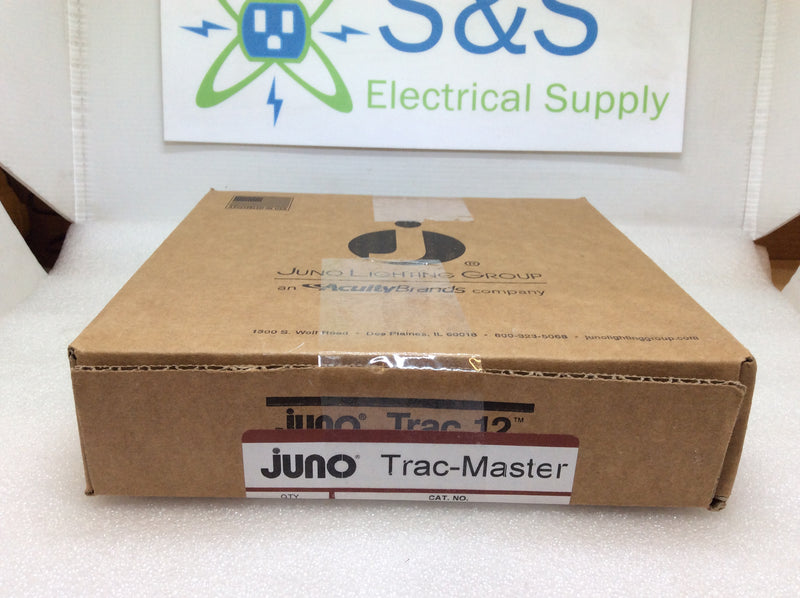 S&S
Electrical Supply
j
®
JUNO LIGHTING GROUP
an AcuityBrands company
1300 S. Wolf Road • Des Plaines, IL 60018 • 800-323-5068 • junolightinggroup.com
juno® Trac 12™
juno® Trac-Master
QTY CAT. NO.